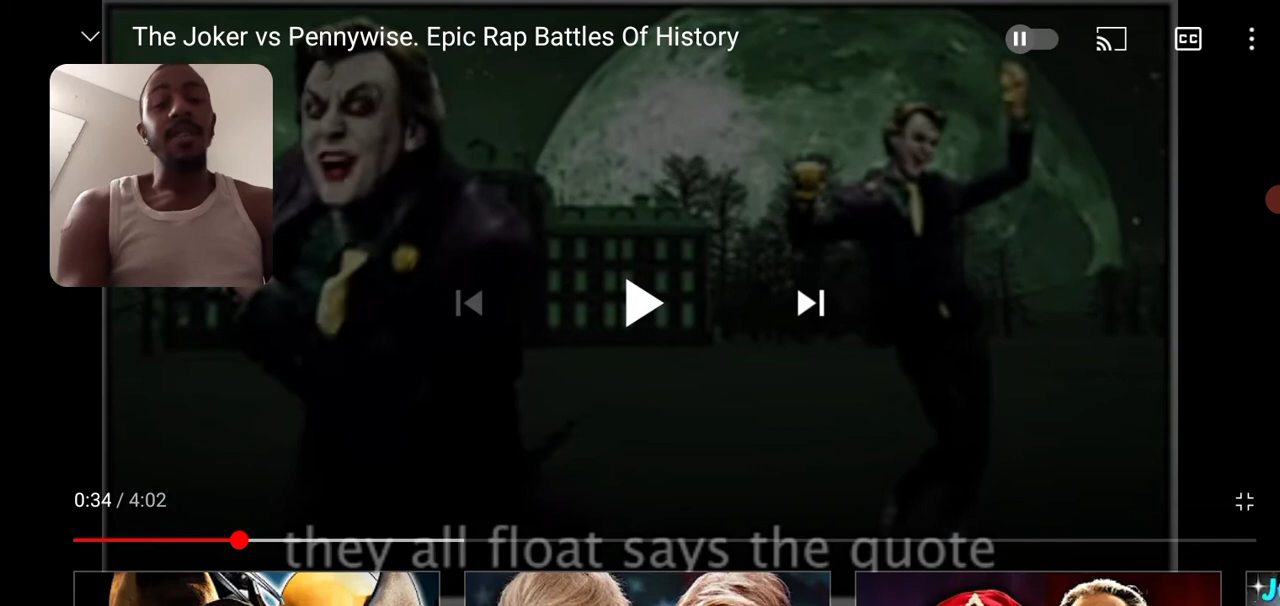 The Joker vs Pennywise. Epic Rap Battles Of History
CC
0:34 / 4:02
they all float says the quote